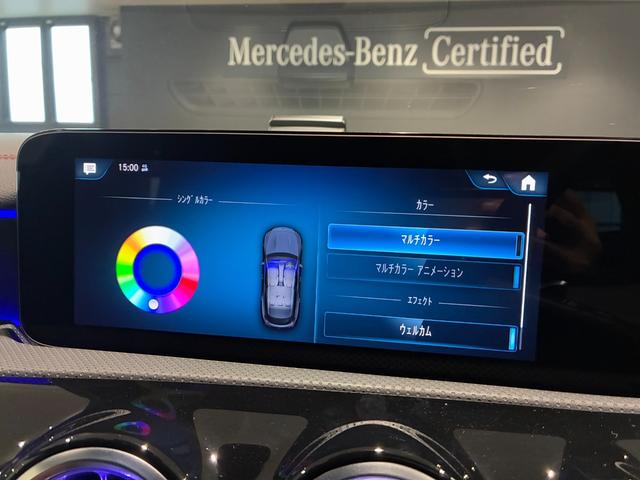 Mercedes-Benz Certified
15:00
シングルカラー
カラー
マルチカラー
マルチカラー アニメーション
エフェクト
ウェルカム